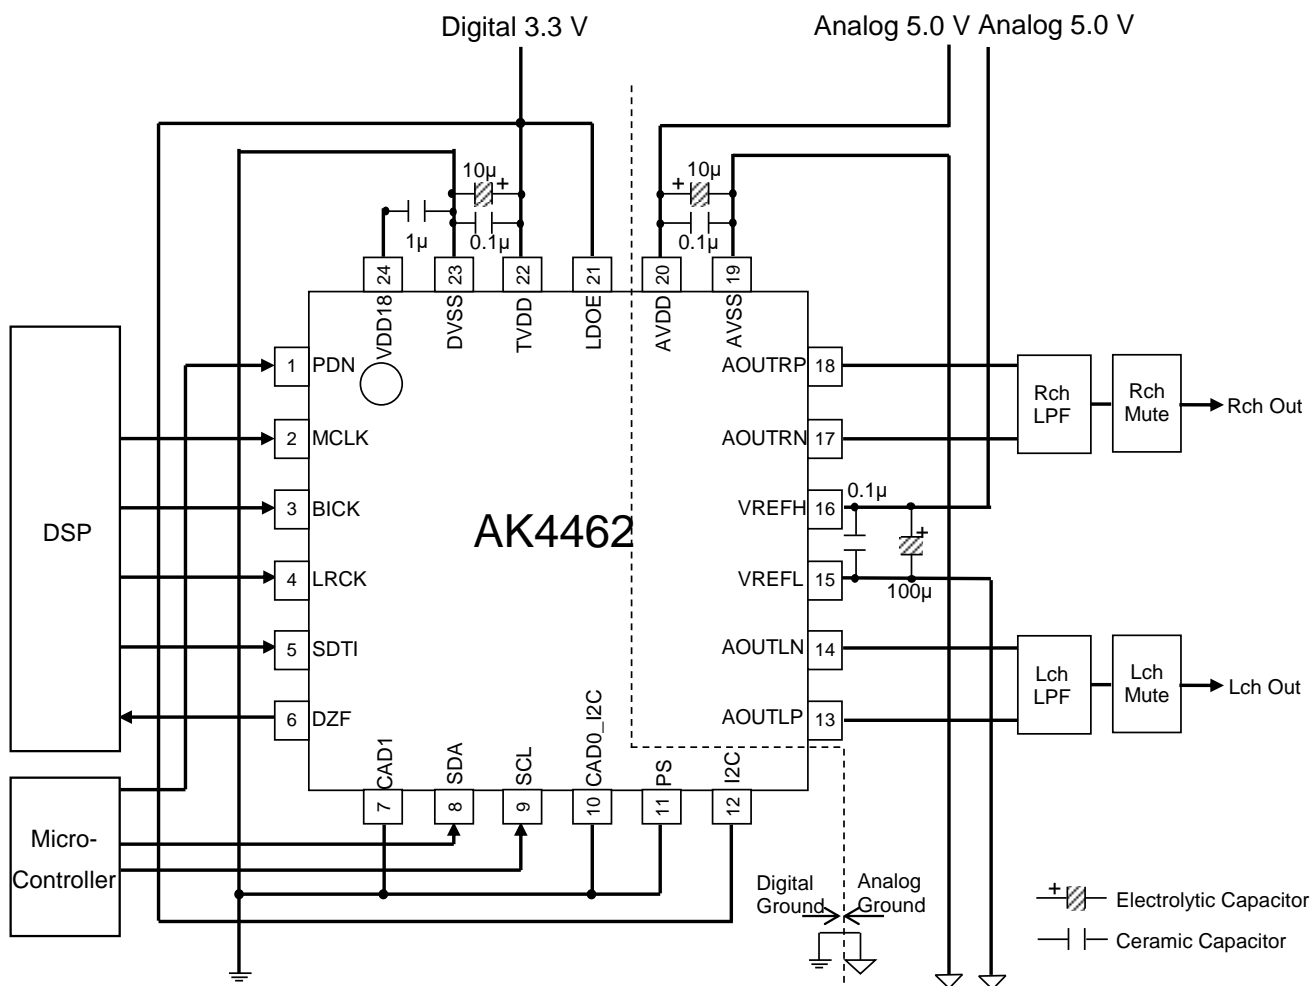 Digital 3.3 V
Analog 5.0 V
Analog 5.0 V
10μ
+
1μ
0.1μ
10μ
+
0.1μ
24
23
22
21
20
19
VDD18
DVSS
TVDD
LDOE
AVDD
AVSS
DSP
1
PDN
2
MCLK
3
BICK
4
LRCK
5
SDTI
6
DZF
AK4462
AOUTRP
18
AOUTRN
17
VREFH
16
VREFL
15
AOUTLN
14
AOUTLP
13
0.1μ
+
100μ
Rch
LPF
Rch
Mute
Rch Out
Lch
LPF
Lch
Mute
Lch Out
CAD1
SDA
SCL
CAD0_I2C
PS
I2C
7
8
9
10
11
12
Micro-
Controller
Digital
Ground
Analog
Ground
+
Electrolytic Capacitor
Ceramic Capacitor